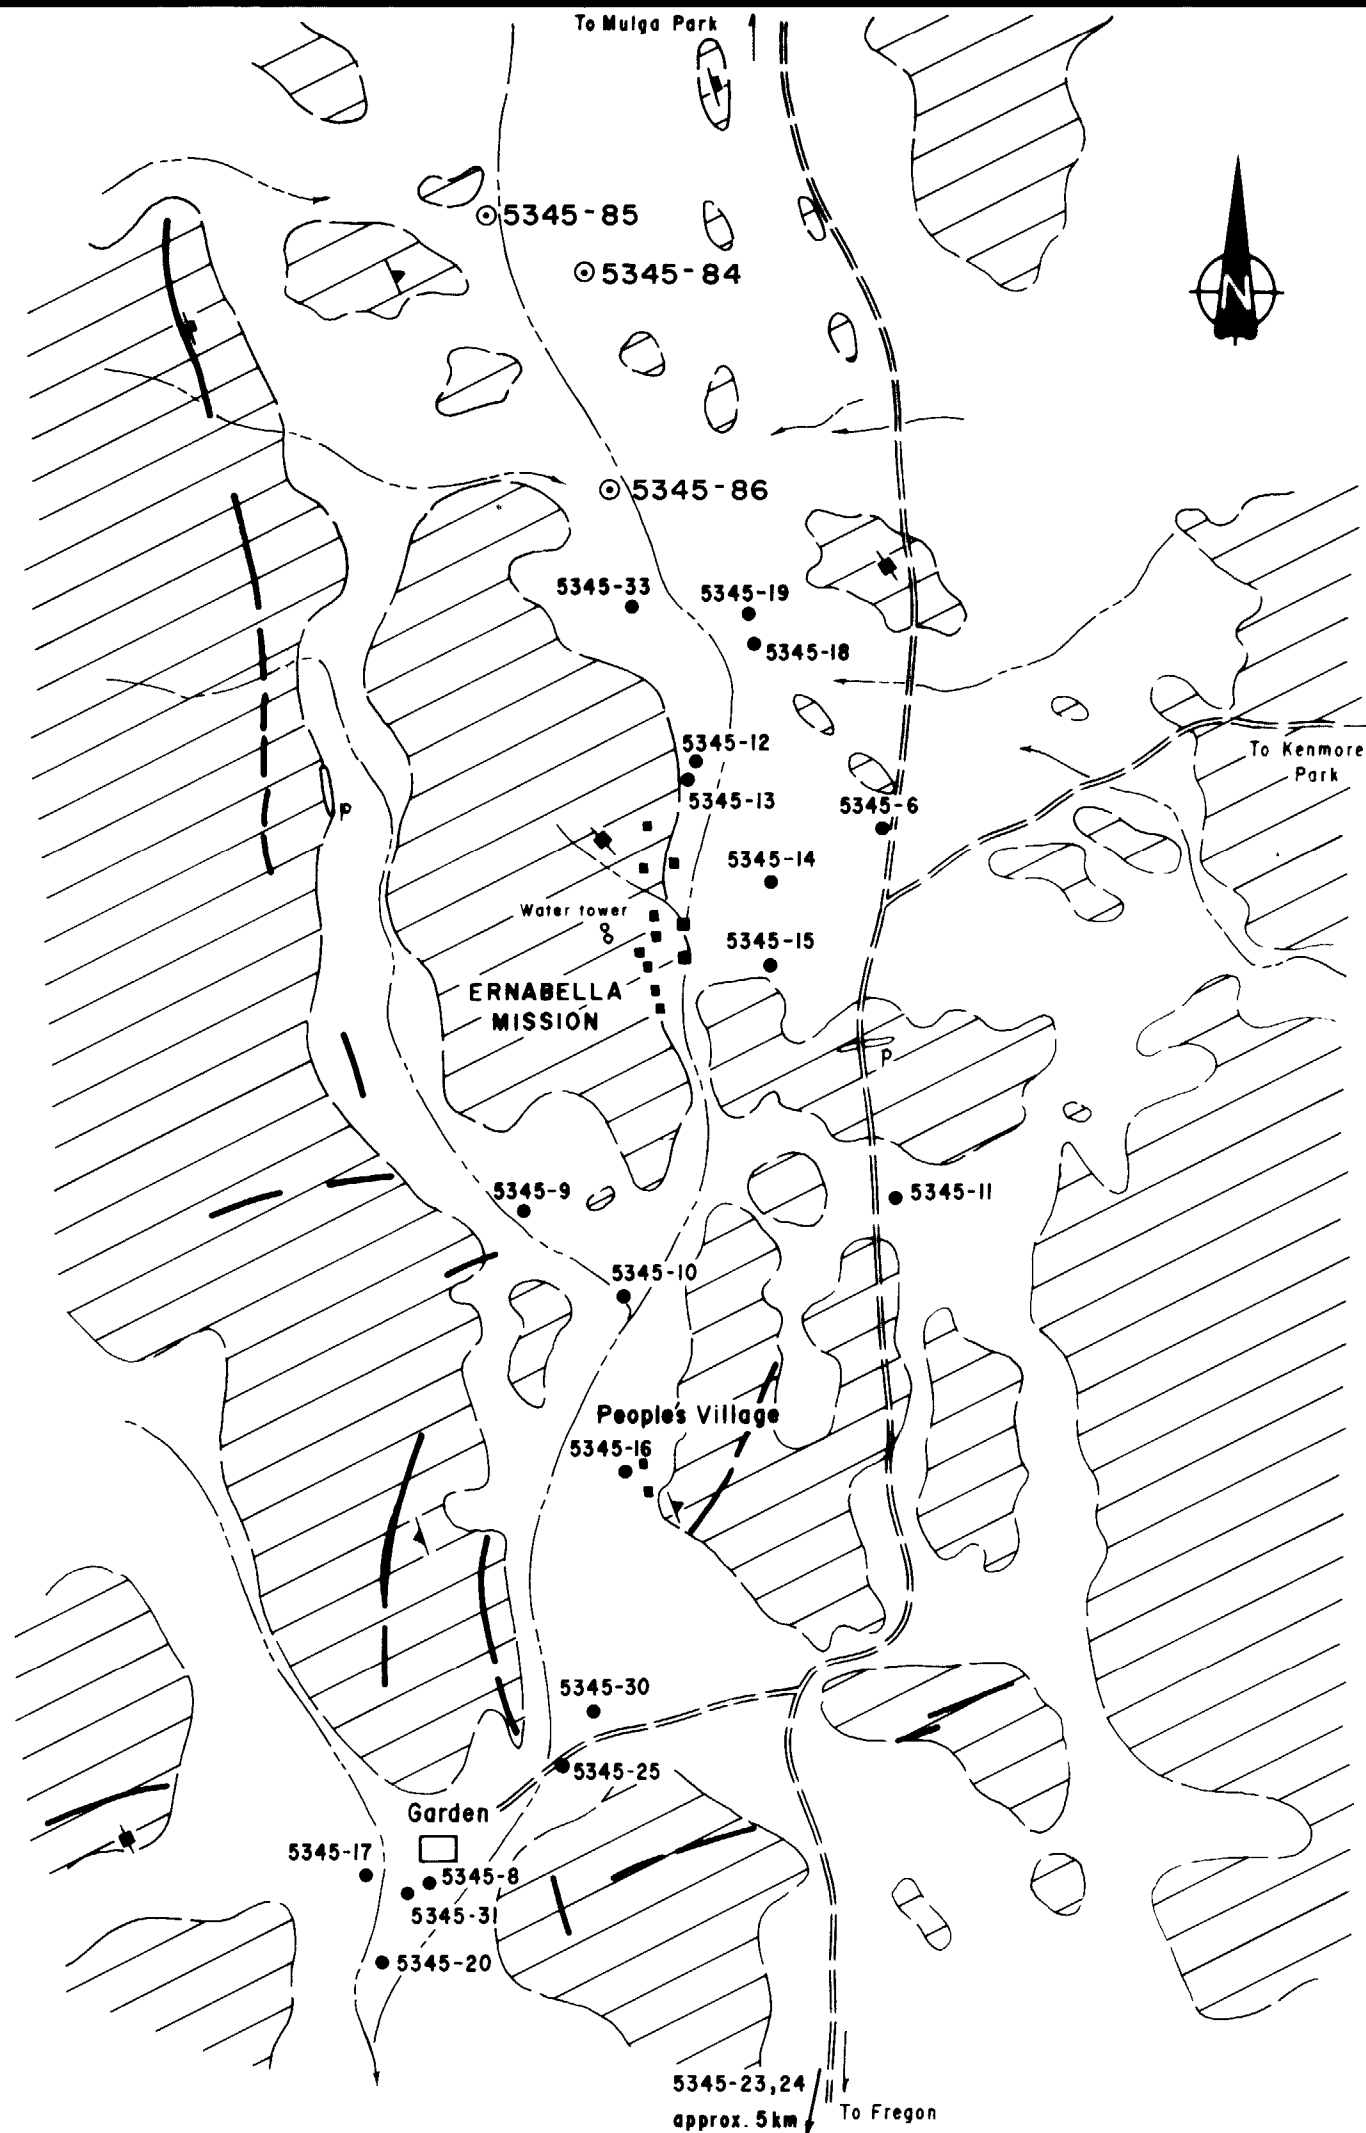 To Mulga Park
5345-85
5345-84
N
5345-86
5345-33
5345-19
5345-18
5345-12
To Kenmore
Park
5345-13
5345-6
p
5345-14
Water tower
5345-15
ERNABELLA
MISSION
p
5345-9
5345-11
5345-10
People's Village
5345-16
5345-30
5345-25
Garden
5345-17
5345-8
5345-31
5345-20
5345-23,24
approx. 5km
To Fregon